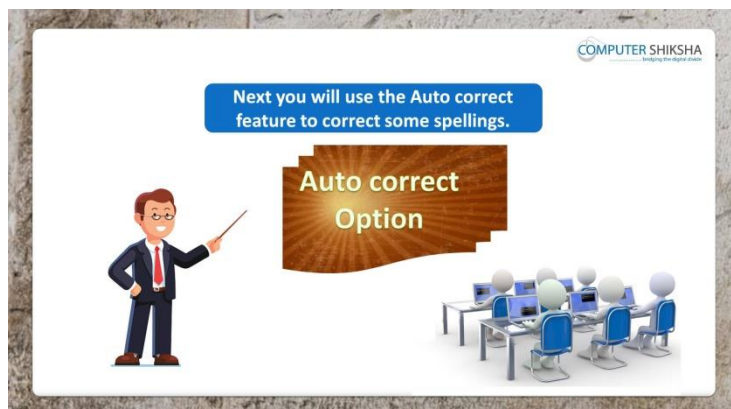 COMPUTER SHIKSHA
bridging the digital divide
Next you will use the Auto correct
feature to correct some spellings.
Auto correct
Option